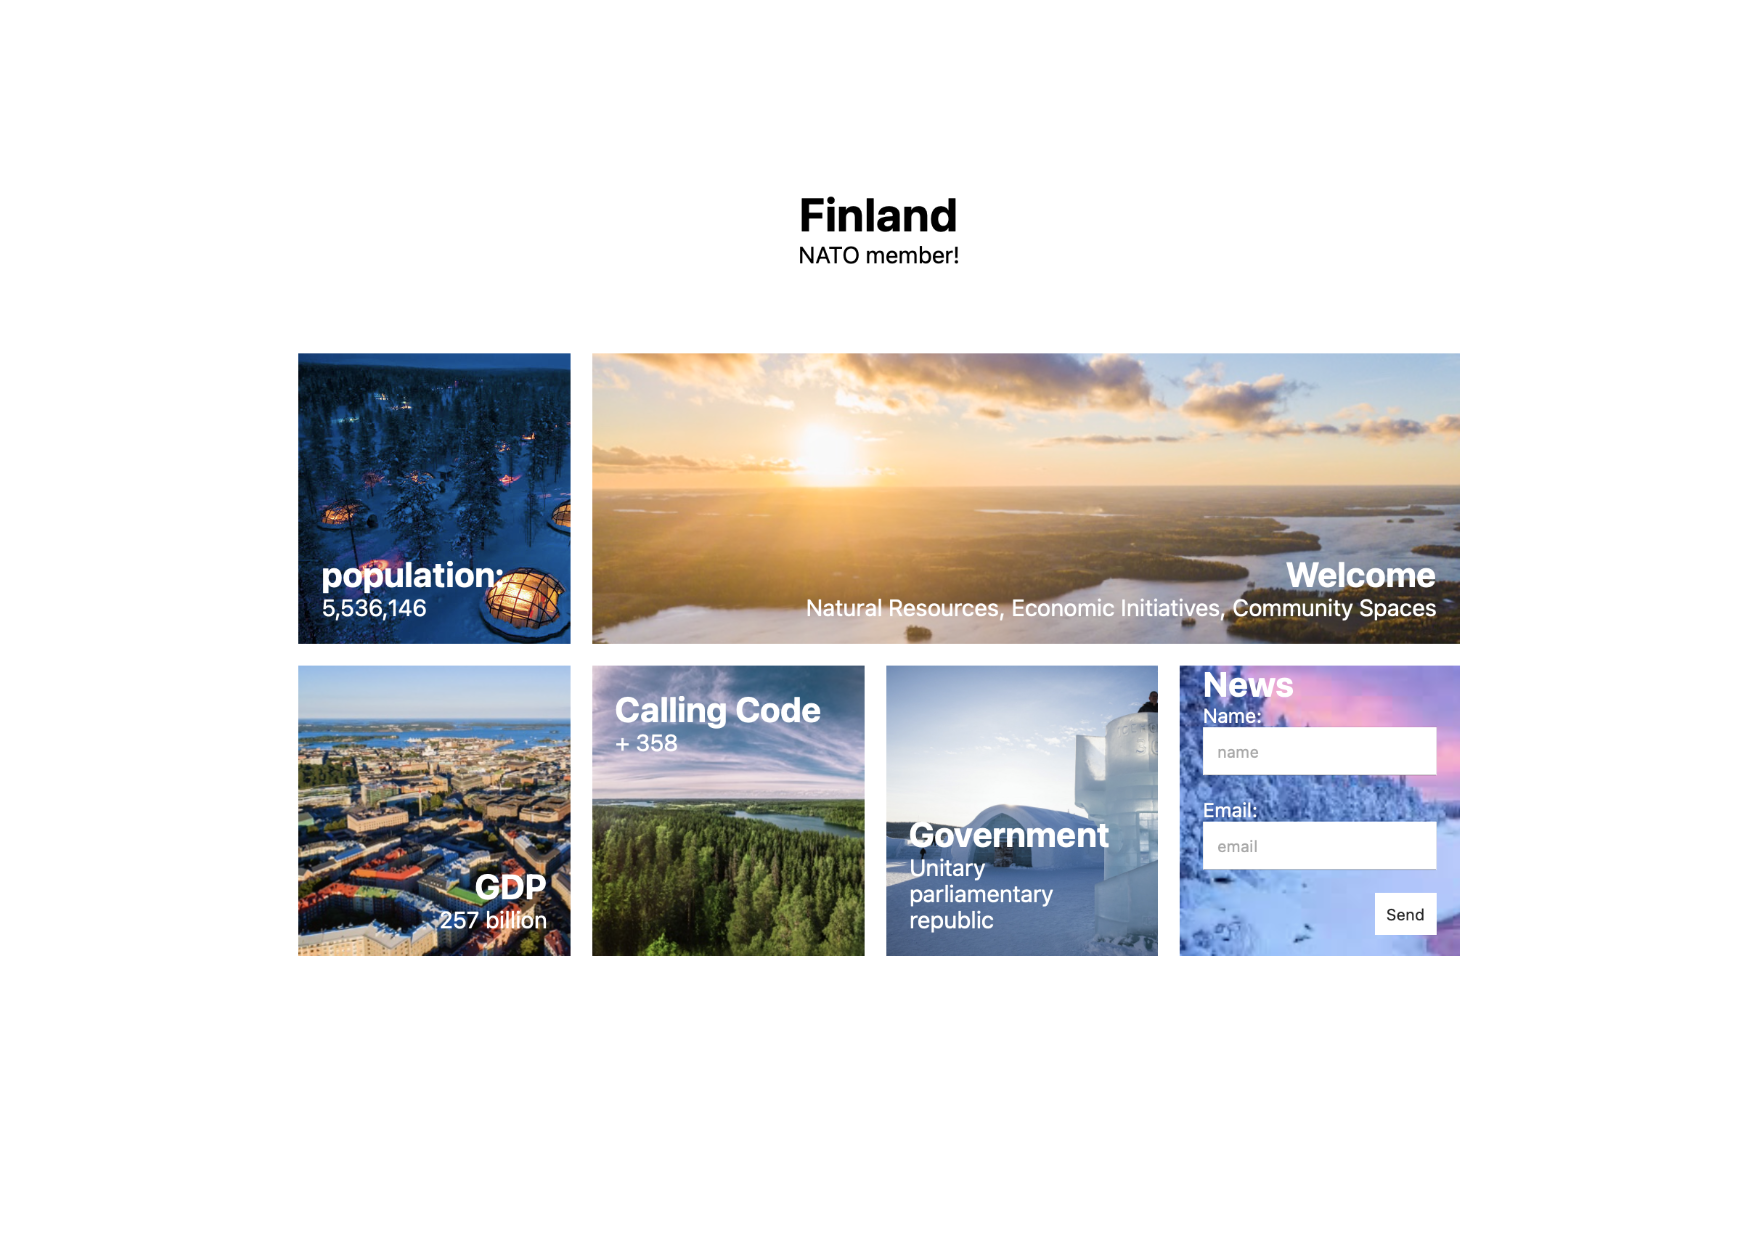 Finland
NATO member!
population:
5,536,146
Welcome
Natural Resources, Economic Initiatives, Community Spaces
GDP
257 billion
Calling Code
+ 358
Government
Unitary
parliamentary
republic
News
Name:
name
Email:
email
Send